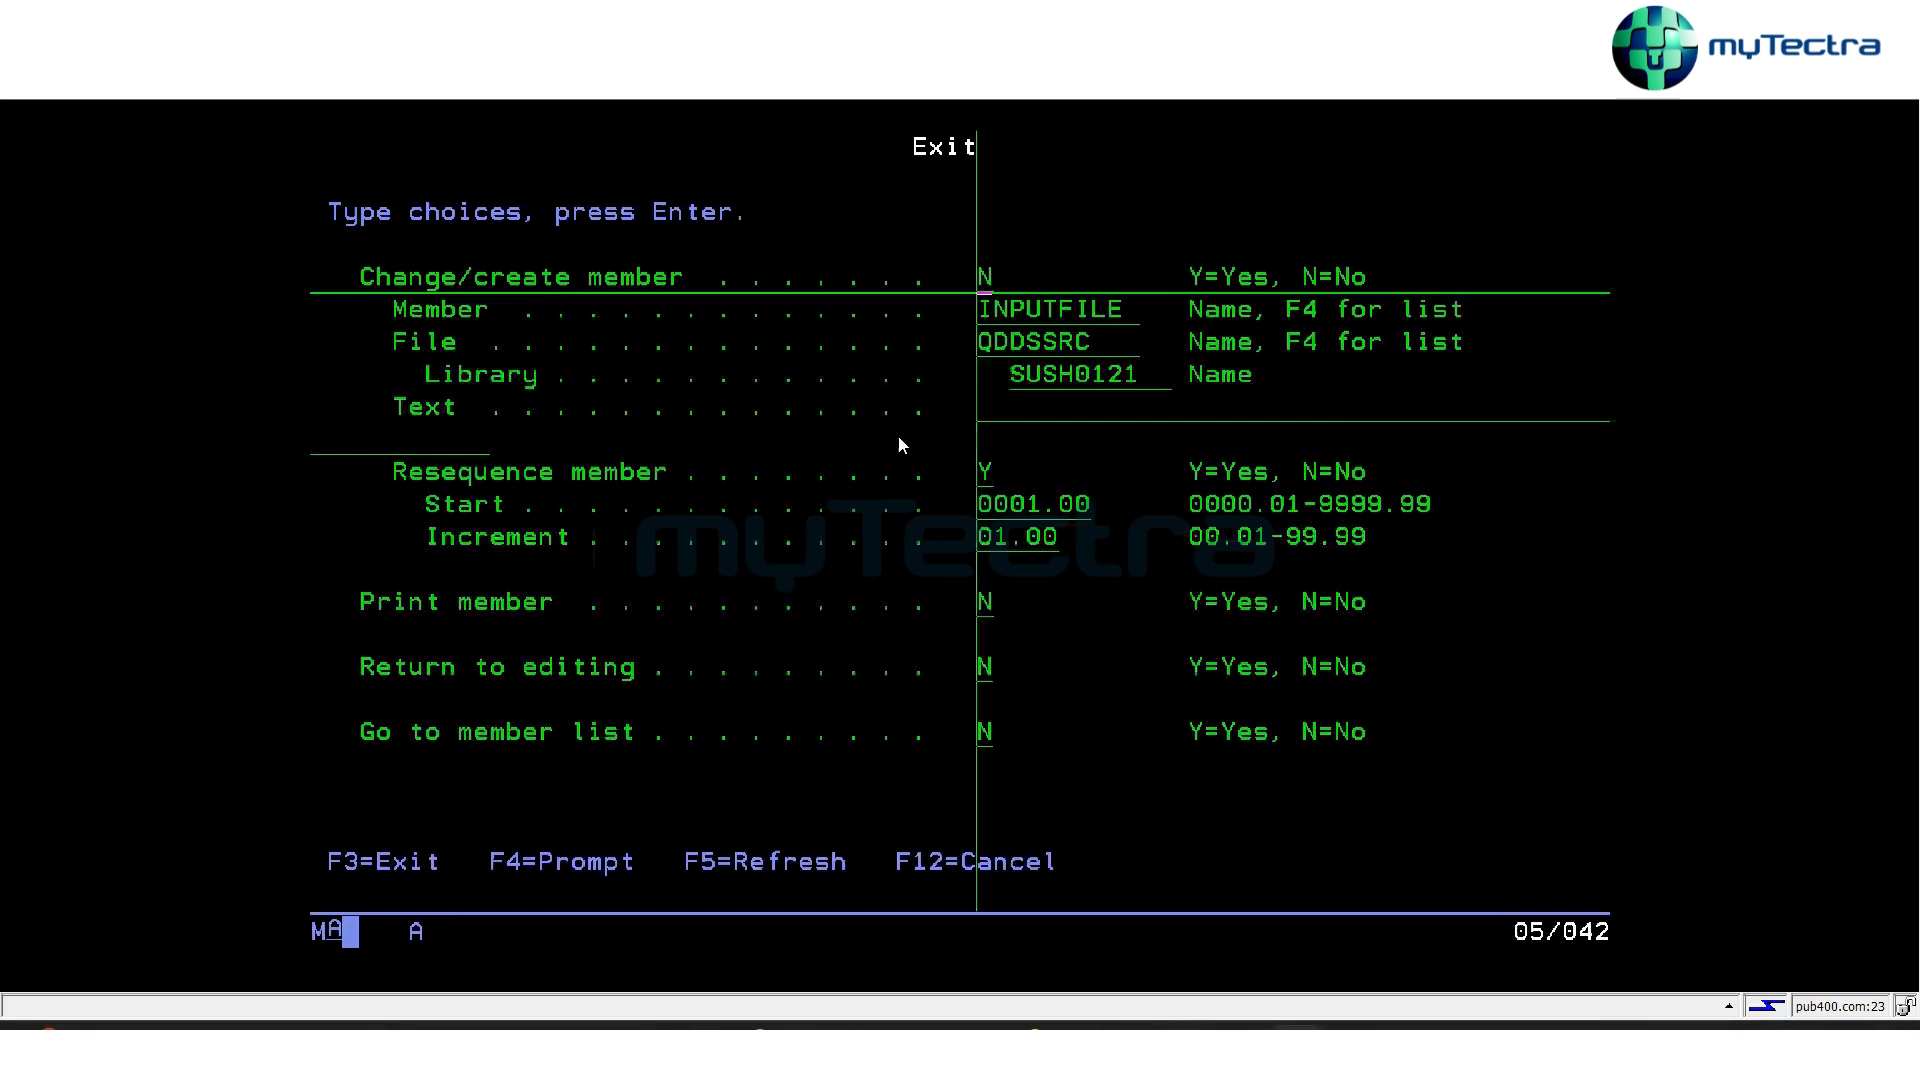 myTectra
Exit
Type choices, press Enter.
Change/create member . . . . . . . N Y=Yes, N=No
Member . . . . . . . . . . . . . INPUTFILE Name, F4 for list
File . . . . . . . . . . . . . . QDDSSRC Name, F4 for list
Library . . . . . . . . . . . . SUSH0121 Name
Text . . . . . . . . . . . . . .
Resequence member . . . . . . . . Y Y=Yes, N=No
Start . . . . . . . . . . . . . 0001.00 0000.01-9999.99
Increment . . . . . . . . . . . 01.00 00.01-99.99
myTectra
Print member . . . . . . . . . . . N Y=Yes, N=No
Return to editing . . . . . . . . . N Y=Yes, N=No
Go to member list . . . . . . . . . N Y=Yes, N=No
F3=Exit F4=Prompt F5=Refresh F12=Cancel
MA A 05/042
pub400.com:23